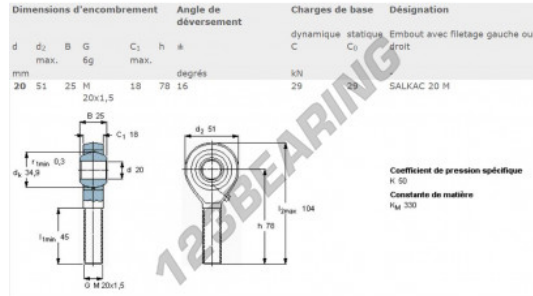 Dimensions d'encombrement Angle de déversement Charges de base Désignation
dynamique statique Embout avec filetage gauche ou droit
d d2 B G C1 h C C0
max. 6g max.
mm degrés kN
20 51 25 M 20x1,5 18 78 16 29 29 SALKAC 20 M
B 25
C1 18
r1min 0,3
dk 34,9
d 20
l1min 45
G M 20x1,5
d2 51
l2max 104
h 78
Coefficient de pression spécifique
K 50
Constante de matière
KM 330
123BEARING